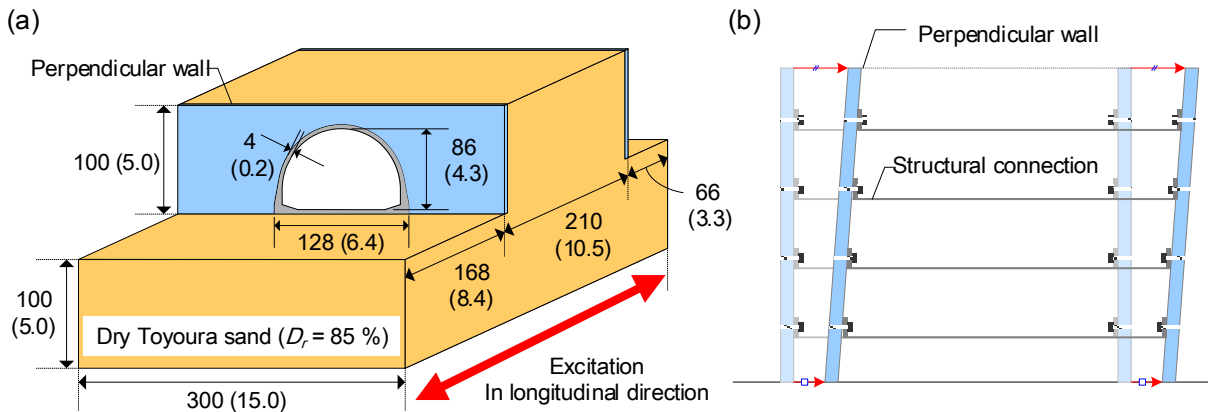 (a)
Perpendicular wall
100 (5.0)
4
(0.2)
86
(4.3)
128 (6.4)
66
(3.3)
210
(10.5)
168
(8.4)
100
(5.0)
Dry Toyoura sand (Dr = 85 %)
300 (15.0)
Excitation
In longitudinal direction
(b)
Perpendicular wall
Structural connection